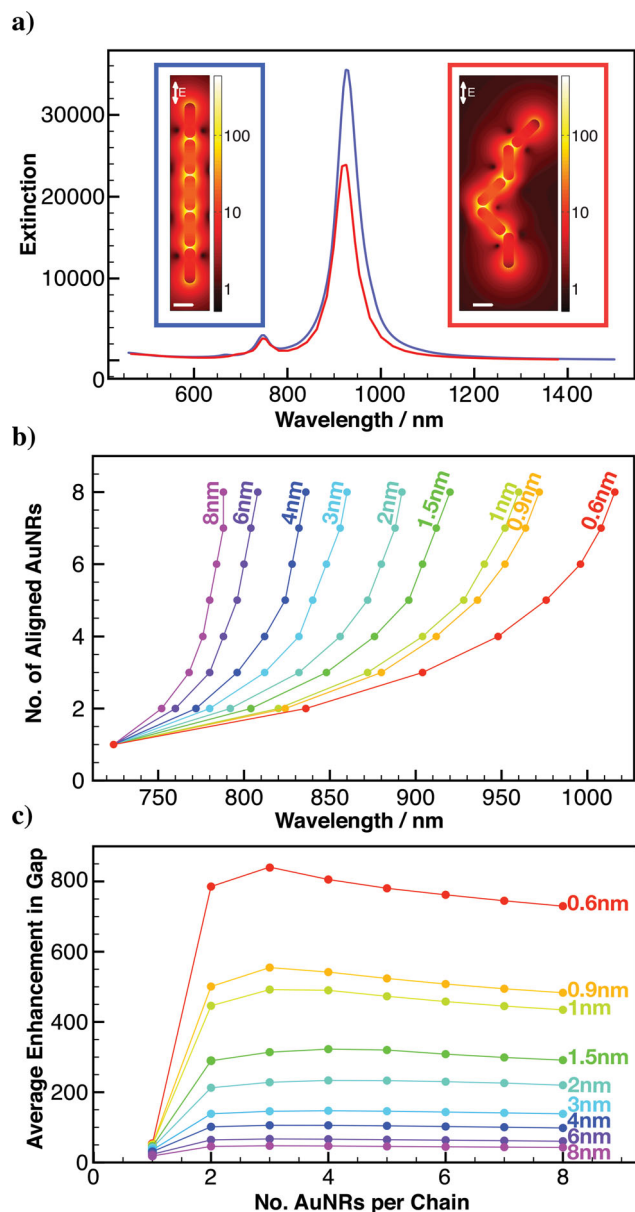 a)
Extinction
30000
20000
10000
0
E
100
10
1
E
100
10
1
600
800
1000
1200
1400
Wavelength / nm
b)
No. of Aligned AuNRs
8
6
4
2
0
8nm
6nm
4nm
3nm
2nm
1.5nm
1nm
0.9nm
0.6nm
750
800
850
900
950
1000
Wavelength / nm
c)
Average Enhancement in Gap
800
600
400
200
0
0.6nm
0.9nm
1nm
1.5nm
2nm
3nm
4nm
6nm
8nm
0
2
4
6
8
No. AuNRs per Chain